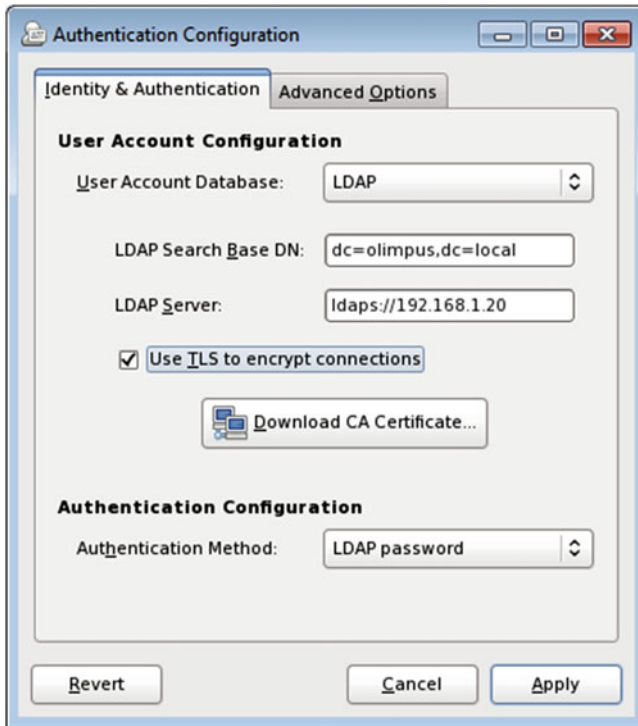 Authentication Configuration
Identity & Authentication
Advanced Options
User Account Configuration
User Account Database: LDAP
LDAP Search Base DN: dc=olimpus,dc=local
LDAP Server: ldaps://192.168.1.20
Use TLS to encrypt connections
Download CA Certificate...
Authentication Configuration
Authentication Method: LDAP password
Revert
Cancel
Apply